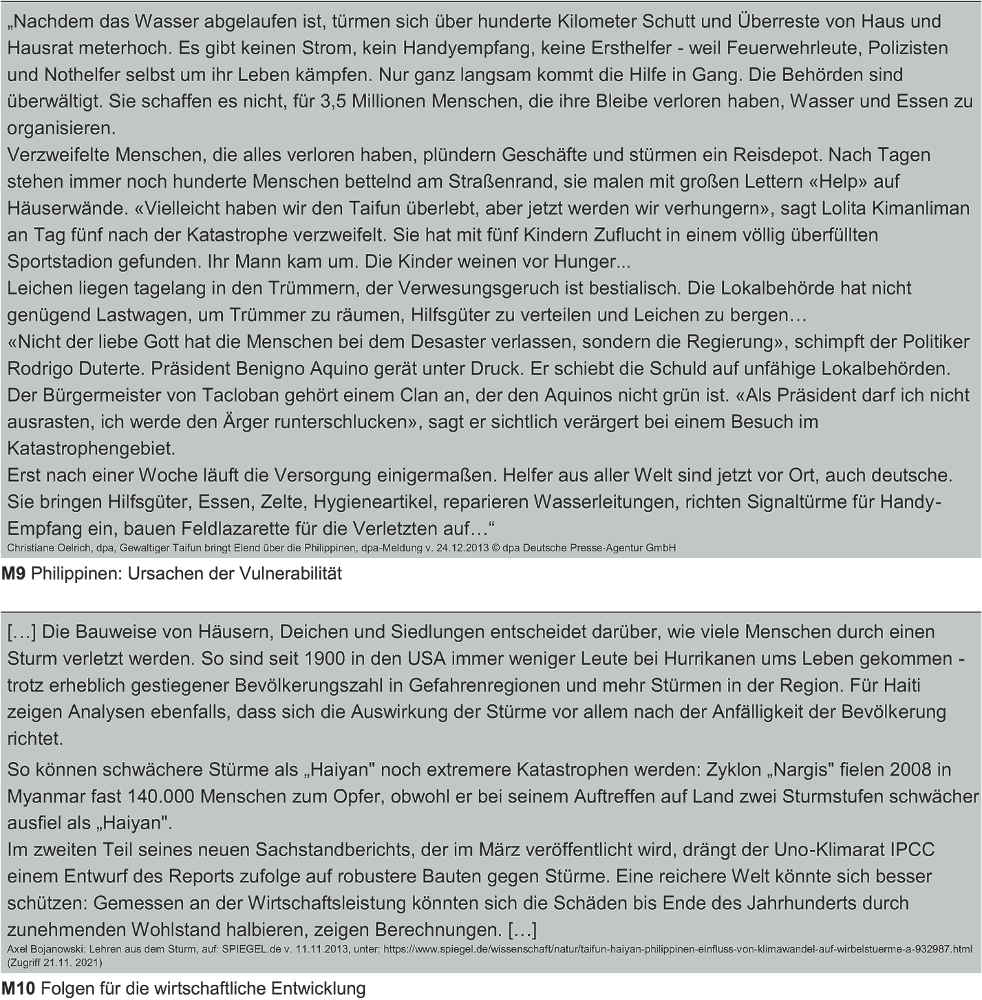 „Nachdem das Wasser abgelaufen ist, türmen sich über hunderte Kilometer Schutt und Überreste von Haus und
Hausrat meterhoch. Es gibt keinen Strom, kein Handyempfang, keine Ersthelfer - weil Feuerwehrleute, Polizisten
und Nothelfer selbst um ihr Leben kämpfen. Nur ganz langsam kommt die Hilfe in Gang. Die Behörden sind
überwältigt. Sie schaffen es nicht, für 3,5 Millionen Menschen, die ihre Bleibe verloren haben, Wasser und Essen zu
organisieren.
Verzweifelte Menschen, die alles verloren haben, plündern Geschäfte und stürmen ein Reisdepot. Nach Tagen
stehen immer noch hunderte Menschen bettelnd am Straßenrand, sie malen mit großen Lettern «Help» auf
Häuserwände. «Vielleicht haben wir den Taifun überlebt, aber jetzt werden wir verhungern», sagt Lolita Kimanliman
an Tag fünf nach der Katastrophe verzweifelt. Sie hat mit fünf Kindern Zuflucht in einem völlig überfüllten
Sportstadion gefunden. Ihr Mann kam um. Die Kinder weinen vor Hunger...
Leichen liegen tagelang in den Trümmern, der Verwesungsgeruch ist bestialisch. Die Lokalbehörde hat nicht
genügend Lastwagen, um Trümmer zu räumen, Hilfsgüter zu verteilen und Leichen zu bergen…
«Nicht der liebe Gott hat die Menschen bei dem Desaster verlassen, sondern die Regierung», schimpft der Politiker
Rodrigo Duterte. Präsident Benigno Aquino gerät unter Druck. Er schiebt die Schuld auf unfähige Lokalbehörden.
Der Bürgermeister von Tacloban gehört einem Clan an, der den Aquinos nicht grün ist. «Als Präsident darf ich nicht
ausrasten, ich werde den Ärger runterschlucken», sagt er sichtlich verärgert bei einem Besuch im
Katastrophengebiet.
Erst nach einer Woche läuft die Versorgung einigermaßen. Helfer aus aller Welt sind jetzt vor Ort, auch deutsche.
Sie bringen Hilfsgüter, Essen, Zelte, Hygieneartikel, reparieren Wasserleitungen, richten Signaltürme für Handy-
Empfang ein, bauen Feldlazarette für die Verletzten auf…“
Christiane Oelrich, dpa, Gewaltiger Taifun bringt Elend über die Philippinen, dpa-Meldung v. 24.12.2013 © dpa Deutsche Presse-Agentur GmbH
M9 Philippinen: Ursachen der Vulnerabilität
[…] Die Bauweise von Häusern, Deichen und Siedlungen entscheidet darüber, wie viele Menschen durch einen
Sturm verletzt werden. So sind seit 1900 in den USA immer weniger Leute bei Hurrikanen ums Leben gekommen -
trotz erheblich gestiegener Bevölkerungszahl in Gefahrenregionen und mehr Stürmen in der Region. Für Haiti
zeigen Analysen ebenfalls, dass sich die Auswirkung der Stürme vor allem nach der Anfälligkeit der Bevölkerung
richtet.
So können schwächere Stürme als „Haiyan" noch extremere Katastrophen werden: Zyklon „Nargis" fielen 2008 in
Myanmar fast 140.000 Menschen zum Opfer, obwohl er bei seinem Auftreffen auf Land zwei Sturmstufen schwächer
ausfiel als „Haiyan".
Im zweiten Teil seines neuen Sachstandberichts, der im März veröffentlicht wird, drängt der Uno-Klimarat IPCC
einem Entwurf des Reports zufolge auf robustere Bauten gegen Stürme. Eine reichere Welt könnte sich besser
schützen: Gemessen an der Wirtschaftsleistung könnten sich die Schäden bis Ende des Jahrhunderts durch
zunehmenden Wohlstand halbieren, zeigen Berechnungen. […]
Axel Bojanowski: Lehren aus dem Sturm, auf: SPIEGEL.de v. 11.11.2013, unter: https://www.spiegel.de/wissenschaft/natur/taifun-haiyan-philippinen-einfluss-von-klimawandel-auf-wirbelstuerme-a-932987.html
(Zugriff 21.11. 2021)
M10 Folgen für die wirtschaftliche Entwicklung